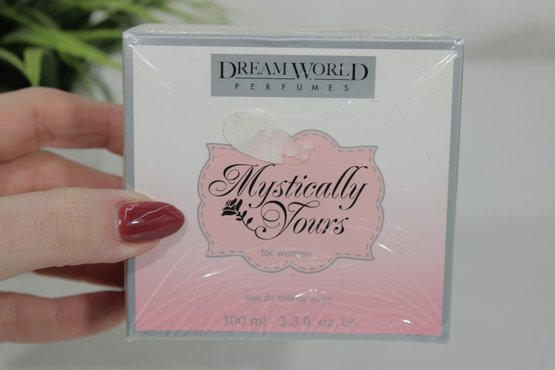 DREAM WORLD
PERFUMES
Mystically
Yours
for women
eau de toilette spray
100 ml - 3.3 fl. oz. ℮